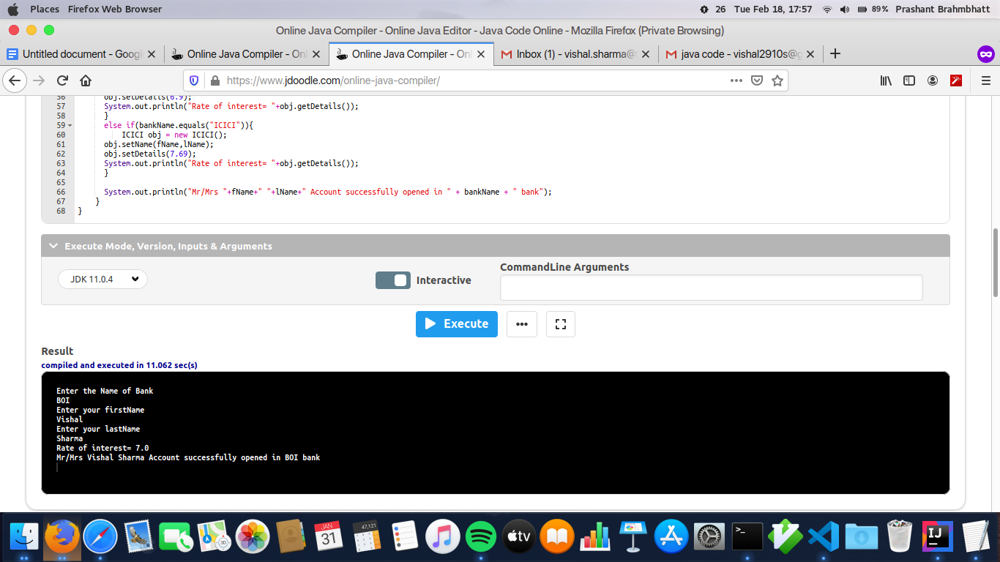 Places Firefox Web Browser 26 Tue Feb 18, 17:57 89% Prashant Brahmbhatt
Online Java Compiler - Online Java Editor - Java Code Online - Mozilla Firefox (Private Browsing)
Untitled document - Goog Online Java Compiler - Onl Online Java Compiler - Onl Inbox (1) - vishal.sharma@ java code - vishal2910s@g
https://www.jdoodle.com/online-java-compiler/
56 obj.setDetails(6.9);
57 System.out.println("Rate of interest= "+obj.getDetails());
58 }
59 else if(bankName.equals("ICICI")){
60 ICICI obj = new ICICI();
61 obj.setName(fName,lName);
62 obj.setDetails(7.69);
63 System.out.println("Rate of interest= "+obj.getDetails());
64 }
65
66 System.out.println("Mr/Mrs "+fName+" "+lName+" Account successfully opened in " + bankName + " bank");
67 }
68 }
Execute Mode, Version, Inputs & Arguments
CommandLine Arguments
JDK 11.0.4 Interactive
Execute
Result
compiled and executed in 11.062 sec(s)
Enter the Name of Bank
BOI
Enter your firstName
Vishal
Enter your lastName
Sharma
Rate of interest= 7.0
Mr/Mrs Vishal Sharma Account successfully opened in BOI bank
JAN
31
47,121
3D
tv
>_
IJ